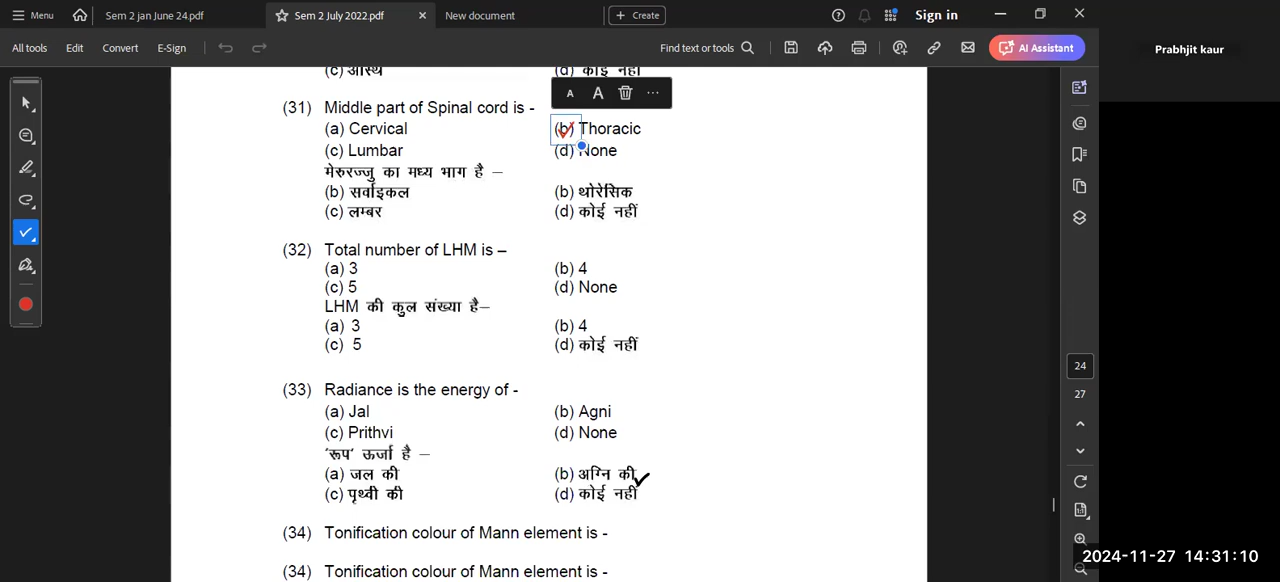 Menu
Sem 2 jan June 24.pdf
Sem 2 July 2022.pdf
New document
Create
Sign in
All tools
Edit
Convert
E-Sign
Find text or tools
AI Assistant
Prabhjit kaur
(d) कोई नहीं
A A ...
(31) Middle part of Spinal cord is -
(a) Cervical (b) Thoracic
(c) Lumbar (d) None
मेरुरज्जु का मध्य भाग है –
(b) सर्वाइकल (b) थोरेसिक
(c) लम्बर (d) कोई नहीं
(32) Total number of LHM is –
(a) 3 (b) 4
(c) 5 (d) None
LHM की कुल संख्या है–
(a) 3 (b) 4
(c) 5 (d) कोई नहीं
(33) Radiance is the energy of -
(a) Jal (b) Agni
(c) Prithvi (d) None
'रूप' ऊर्जा है –
(a) जल की (b) अग्नि की
(c) पृथ्वी की (d) कोई नहीं
(34) Tonification colour of Mann element is -
(34) Tonification colour of Mann element is -
24
27
2024-11-27 14:31:10